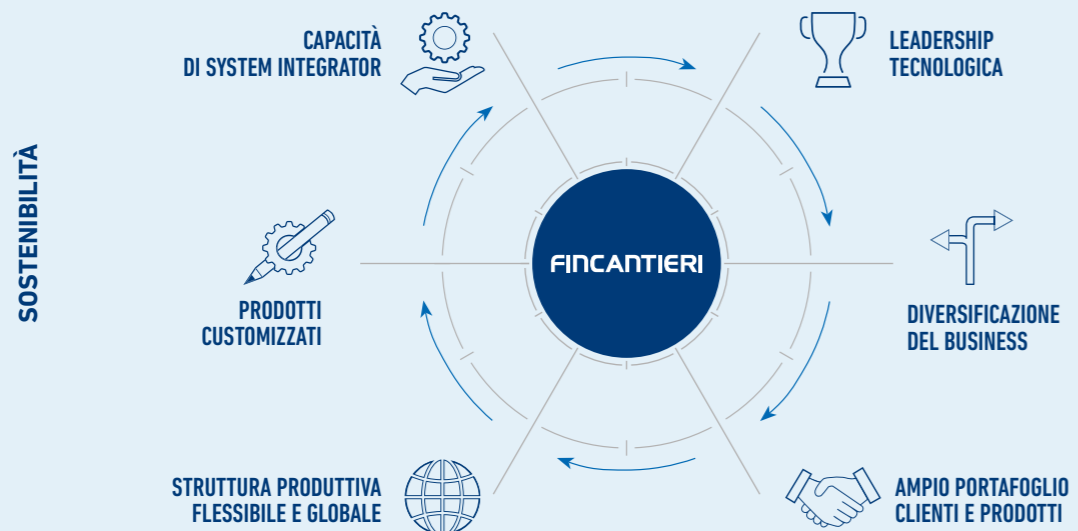 SOSTENIBILITÀ
CAPACITÀ
DI SYSTEM INTEGRATOR
LEADERSHIP
TECNOLOGICA
FINCANTIERI
PRODOTTI
CUSTOMIZZATI
DIVERSIFICAZIONE
DEL BUSINESS
STRUTTURA PRODUTTIVA
FLESSIBILE E GLOBALE
AMPIO PORTAFOGLIO
CLIENTI E PRODOTTI